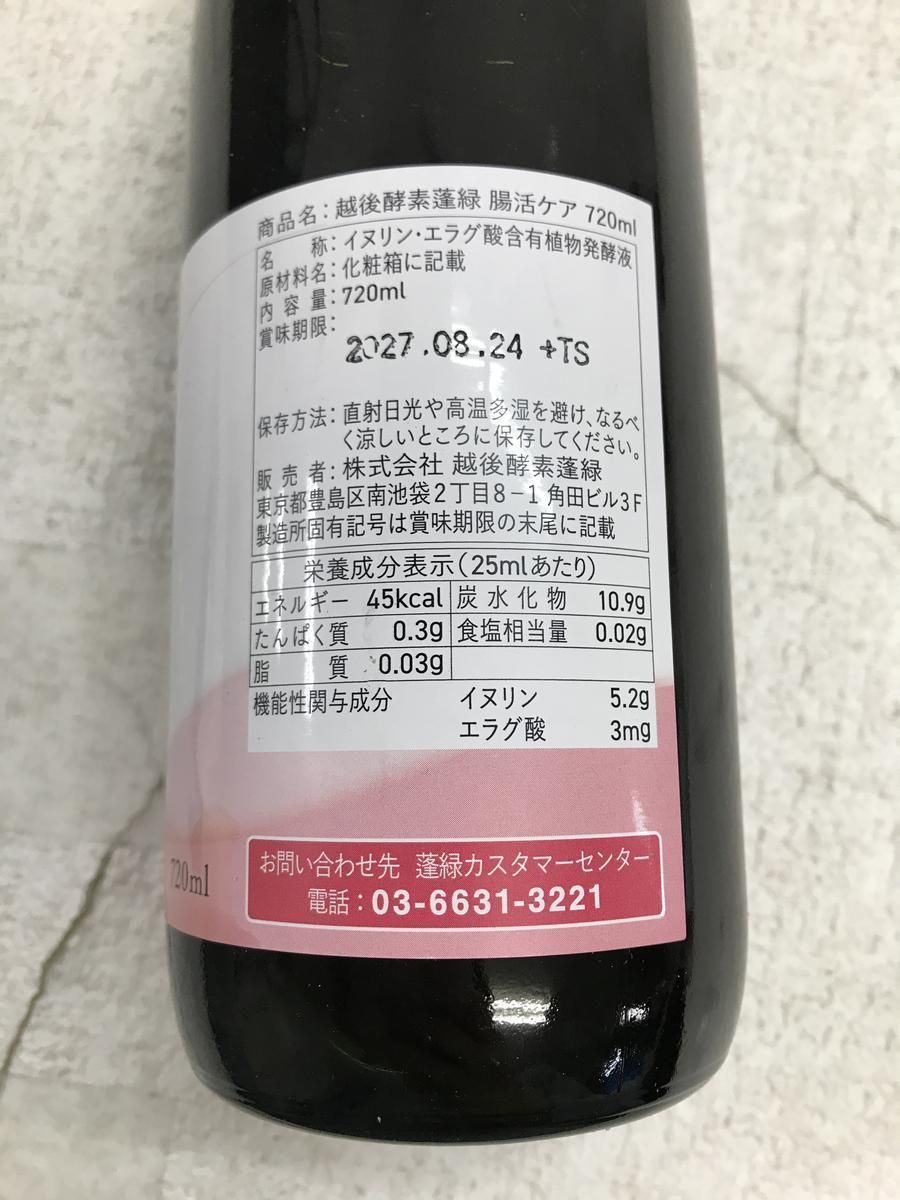 商品名：越後酵素蓬緑 腸活ケア 720ml
名称：イヌリン・エラグ酸含有植物発酵液
原材料名：化粧箱に記載
内容量：720ml
賞味期限：
2027.08.24 +TS
保存方法：直射日光や高温多湿を避け、なるべ
く涼しいところに保存してください。
販売者：株式会社 越後酵素蓬緑
東京都豊島区南池袋2丁目8-1 角田ビル3F
製造所固有記号は賞味期限の末尾に記載
栄養成分表示（25mlあたり）
エネルギー 45kcal 炭水化物 10.9g
たんぱく質 0.3g 食塩相当量 0.02g
脂質 0.03g
機能性関与成分 イヌリン 5.2g
エラグ酸 3mg
720ml
お問い合わせ先 蓬緑カスタマーセンター
電話：03-6631-3221